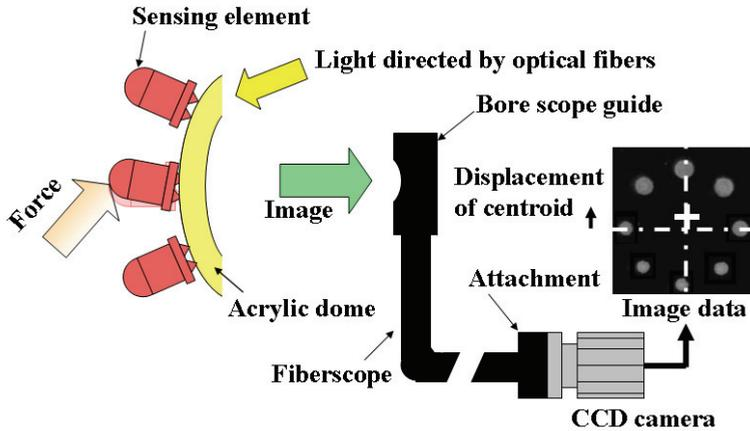 Sensing element
Light directed by optical fibers
Bore scope guide
Force
Image
Displacement
of centroid
Attachment
Image data
Acrylic dome
Fiberscope
CCD camera